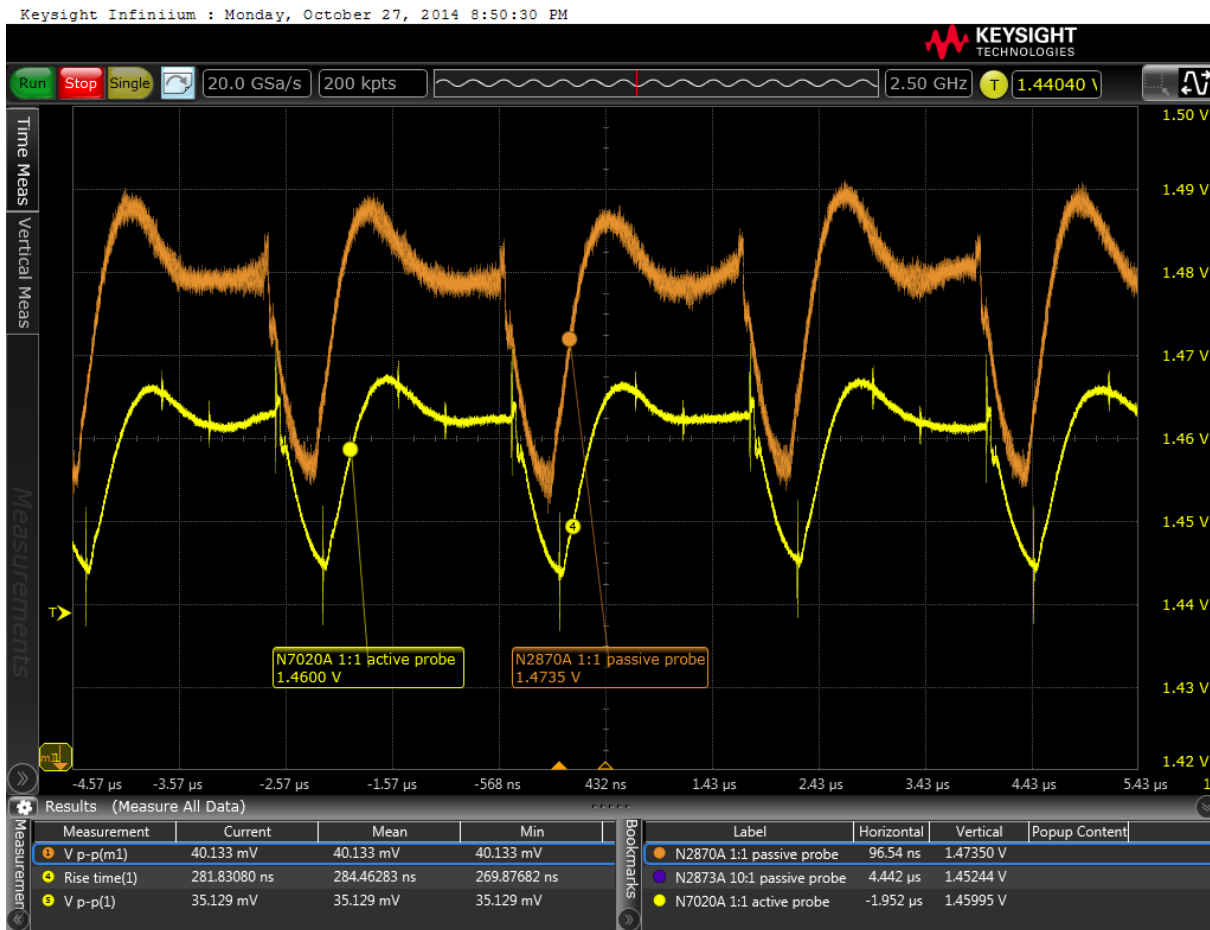 Keysight Infiniium : Monday, October 27, 2014 8:50:30 PM
KEYSIGHT
TECHNOLOGIES
Run Stop Single 20.0 GSa/s 200 kpts 2.50 GHz T 1.44040 V
Time Meas
Vertical Meas
Measurements
1.50 V
1.49 V
1.48 V
1.47 V
1.46 V
1.45 V
1.44 V
1.43 V
1.42 V
T
4
N7020A 1:1 active probe
1.4600 V
N2870A 1:1 passive probe
1.4735 V
m1
-4.57 µs -3.57 µs -2.57 µs -1.57 µs -568 ns 432 ns 1.43 µs 2.43 µs 3.43 µs 4.43 µs 5.43 µs
Results (Measure All Data)
Measurement Current Mean Min
1 V p-p(m1) 40.133 mV 40.133 mV 40.133 mV
4 Rise time(1) 281.83080 ns 284.46283 ns 269.87682 ns
5 V p-p(1) 35.129 mV 35.129 mV 35.129 mV
Bookmarks
Label Horizontal Vertical Popup Content
N2870A 1:1 passive probe 96.54 ns 1.47350 V
N2873A 10:1 passive probe 4.442 µs 1.45244 V
N7020A 1:1 active probe -1.952 µs 1.45995 V